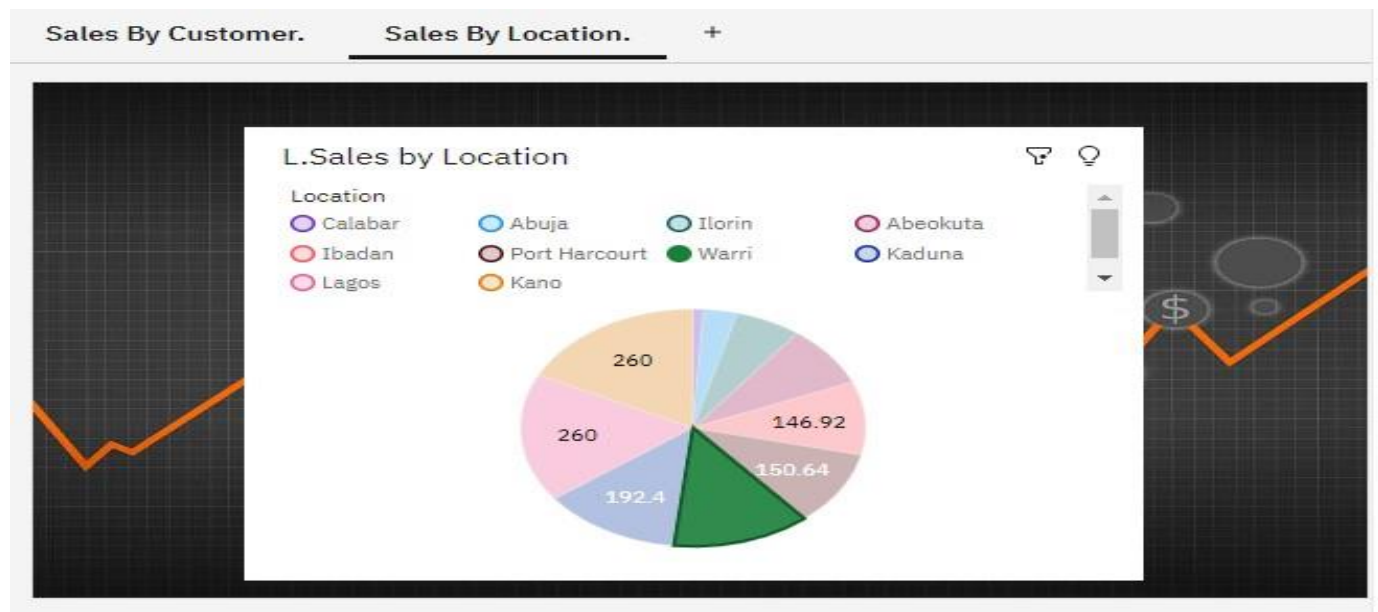 Sales By Customer. Sales By Location. +
L.Sales by Location
Location
Calabar Abuja Ilorin Abeokuta
Ibadan Port Harcourt Warri Kaduna
Lagos Kano
$
260
146.92
260
150.64
192.4